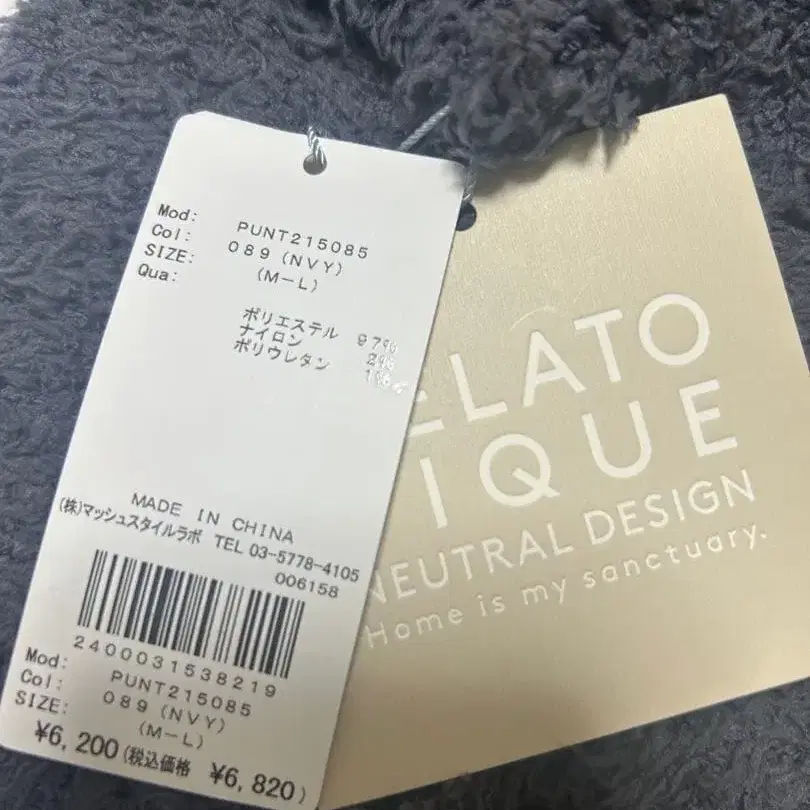 Mod: PUNT215085
Col: 089 (NVY)
SIZE: (M-L)
Qua:
ポリエステル 97%
ナイロン 2%
ポリウレタン 1%
MADE IN CHINA
(株)マッシュスタイルラボ TEL 03-5778-4105
006158
2400031538219
Mod: PUNT215085
Col: 089 (NVY)
SIZE: (M-L)
¥6,200(税込価格 ¥6,820)
ELATO
IQUE
NEUTRAL DESIGN
Home is my sanctuary.